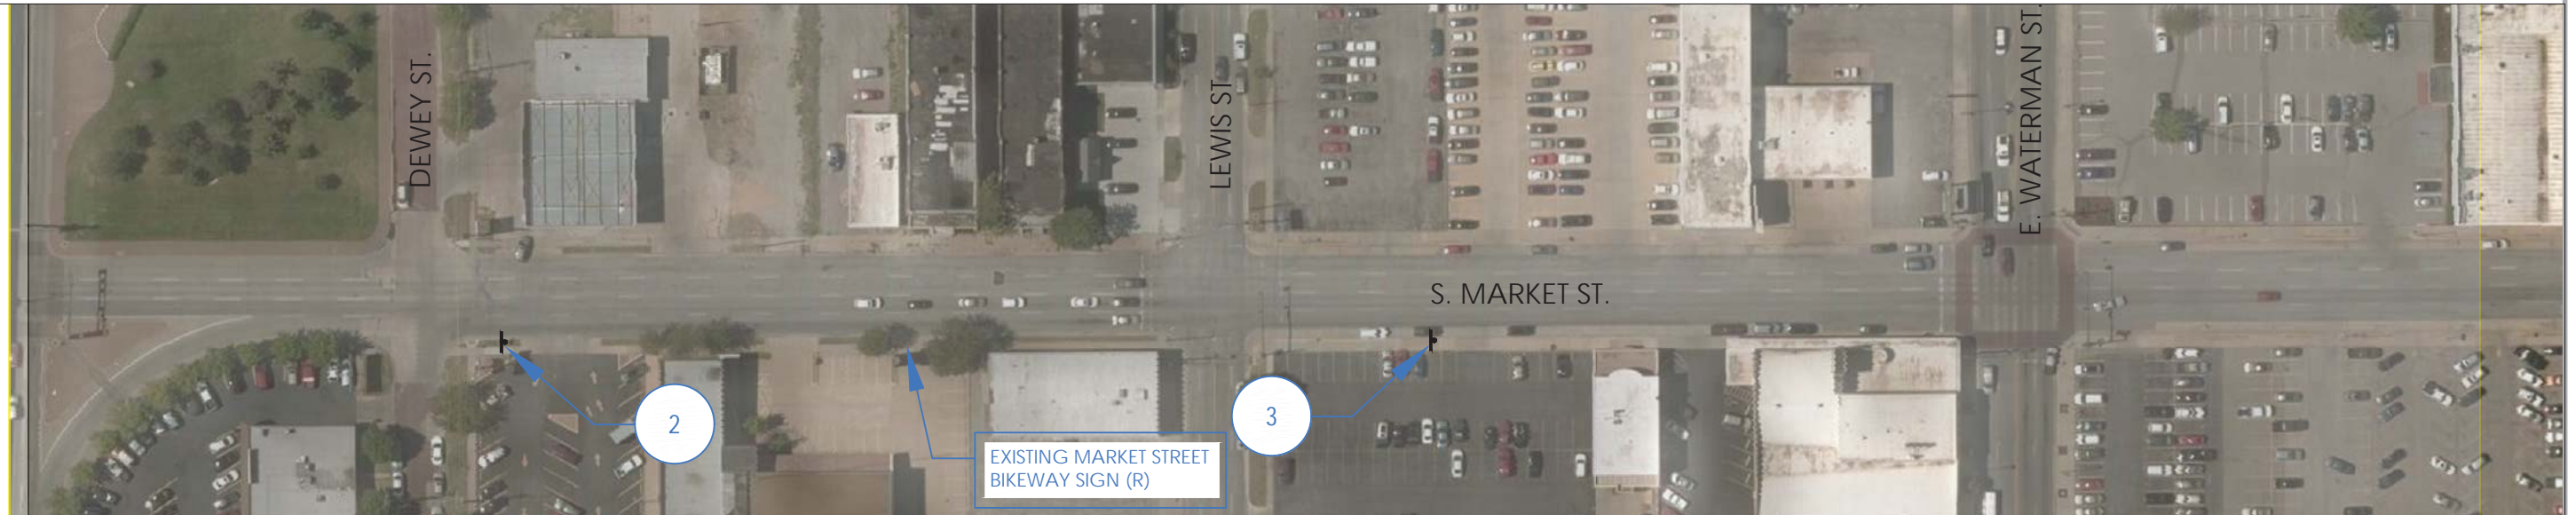 DEWEY ST.
LEWIS ST.
E. WATERMAN ST.
S. MARKET ST.
2
3
EXISTING MARKET STREET
BIKEWAY SIGN (R)